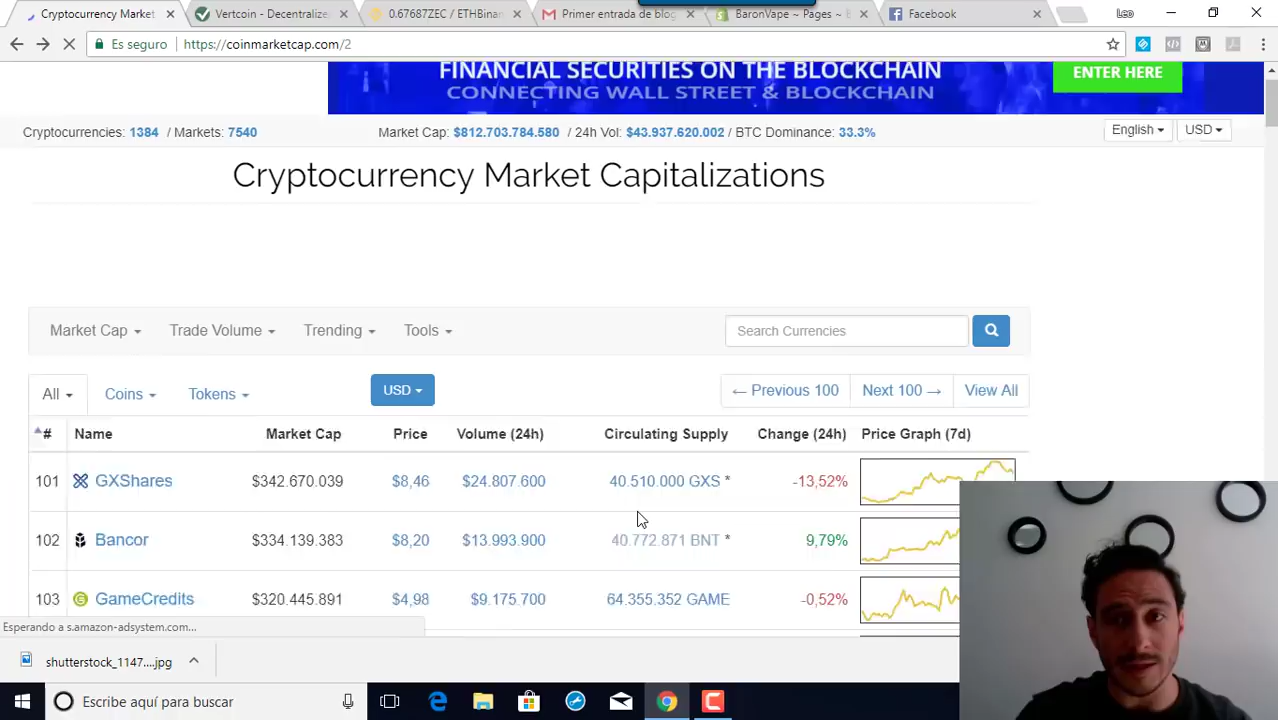 Cryptocurrency Market
Vertcoin - Decentralize
0.67687ZEC / ETHBinan
Primer entrada de blog
BaronVape ~ Pages ~ B
Facebook
Leo
Es seguro
https://coinmarketcap.com/2
FINANCIAL SECURITIES ON THE BLOCKCHAIN
CONNECTING WALL STREET & BLOCKCHAIN
ENTER HERE
Cryptocurrencies: 1384 / Markets: 7540
Market Cap: $812.703.784.580 / 24h Vol: $43.937.620.002 / BTC Dominance: 33.3%
English
USD
Cryptocurrency Market Capitalizations
Market Cap
Trade Volume
Trending
Tools
Search Currencies
All
Coins
Tokens
USD
← Previous 100
Next 100 →
View All
# Name Market Cap Price Volume (24h) Circulating Supply Change (24h) Price Graph (7d)
101 GXShares $342.670.039 $8,46 $24.807.600 40.510.000 GXS * -13,52%
102 Bancor $334.139.383 $8,20 $13.993.900 40.772.871 BNT * 9,79%
103 GameCredits $320.445.891 $4,98 $9.175.700 64.355.352 GAME -0,52%
Esperando a s.amazon-adsystem.com...
shutterstock_1147....jpg
Escribe aquí para buscar